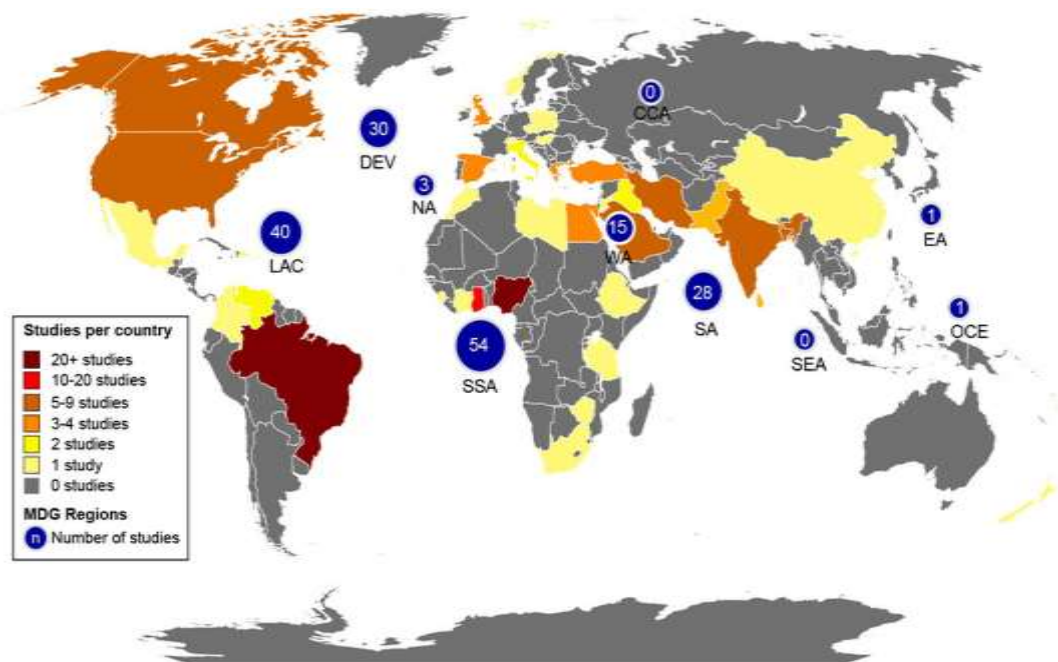 0
CCA
30
DEV
3
NA
40
LAC
15
WA
1
EA
28
SA
1
OCE
0
SEA
54
SSA
Studies per country
20+ studies
10-20 studies
5-9 studies
3-4 studies
2 studies
1 study
0 studies
MDG Regions
n Number of studies